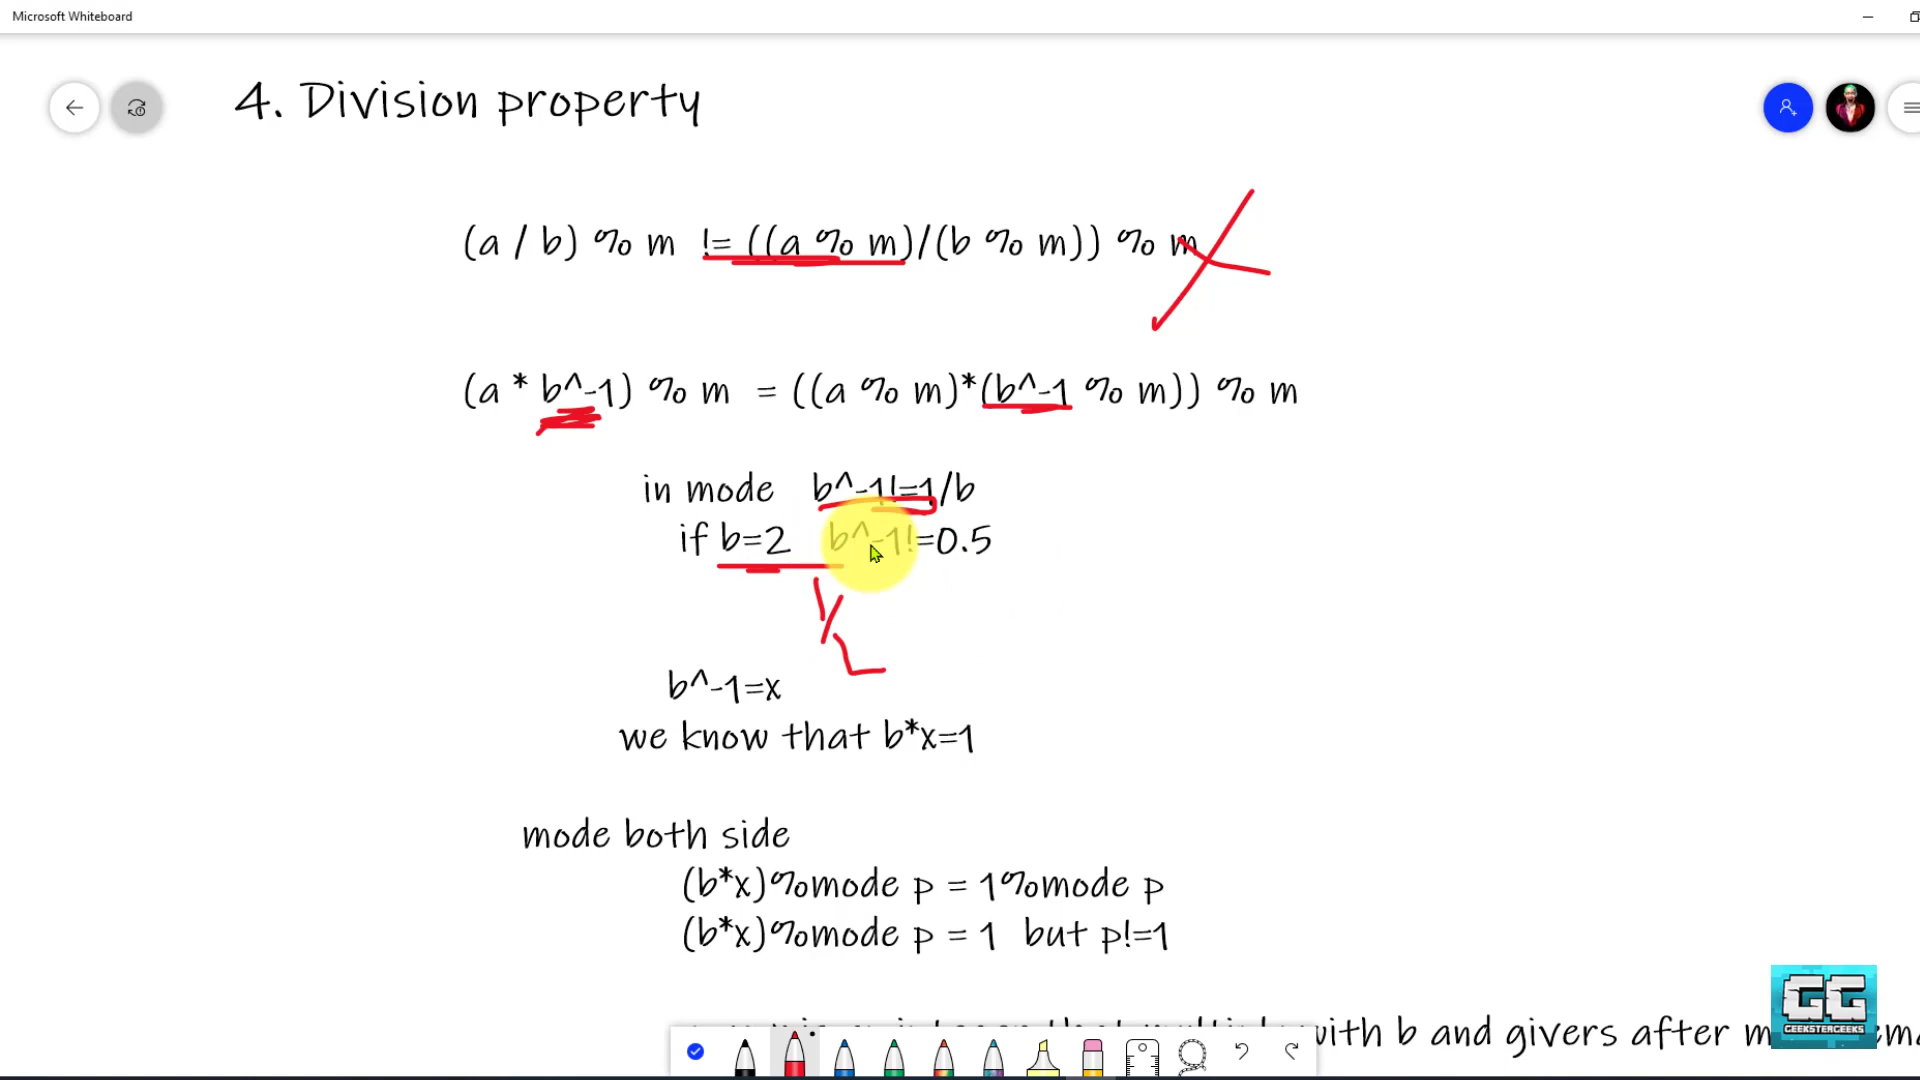 Microsoft Whiteboard
4. Division property
(a / b) % m != ((a % m)/(b % m)) % m
(a * b^-1) % m = ((a % m)*(b^-1 % m)) % m
in mode b^-1!=1/b
if b=2 b^-1!=0.5
b^-1=x
we know that b*x=1
mode both side
(b*x)%mode p = 1%mode p
(b*x)%mode p = 1 but p!=1
with b and givers after
GG
GEEKSTERGEEKS